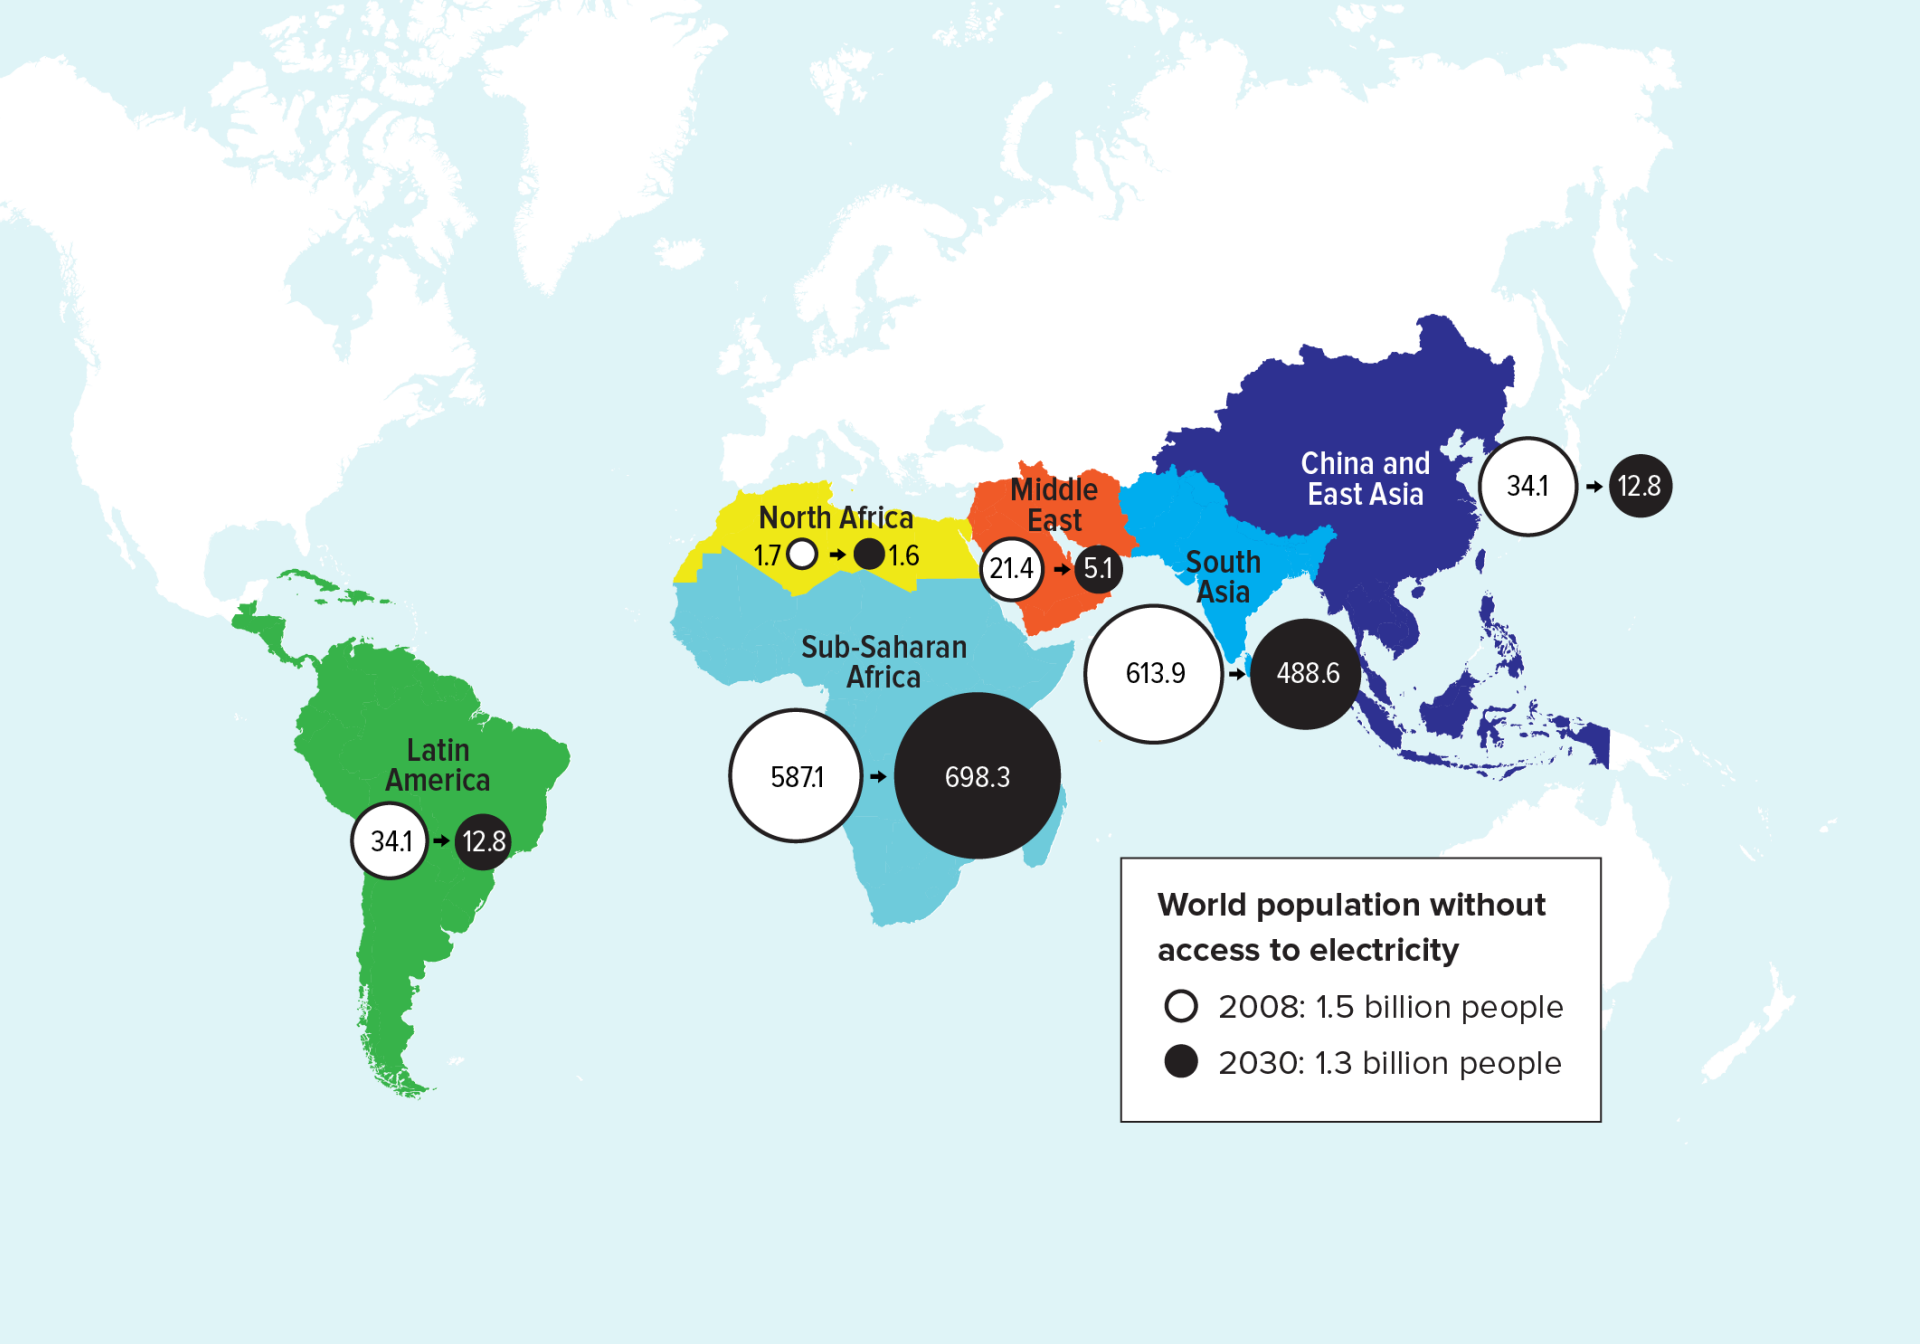 China and
East Asia
34.1
12.8
Middle
East
21.4
5.1
North Africa
1.7
1.6
South
Asia
613.9
488.6
Sub-Saharan
Africa
587.1
698.3
Latin
America
34.1
12.8
World population without
access to electricity
2008: 1.5 billion people
2030: 1.3 billion people